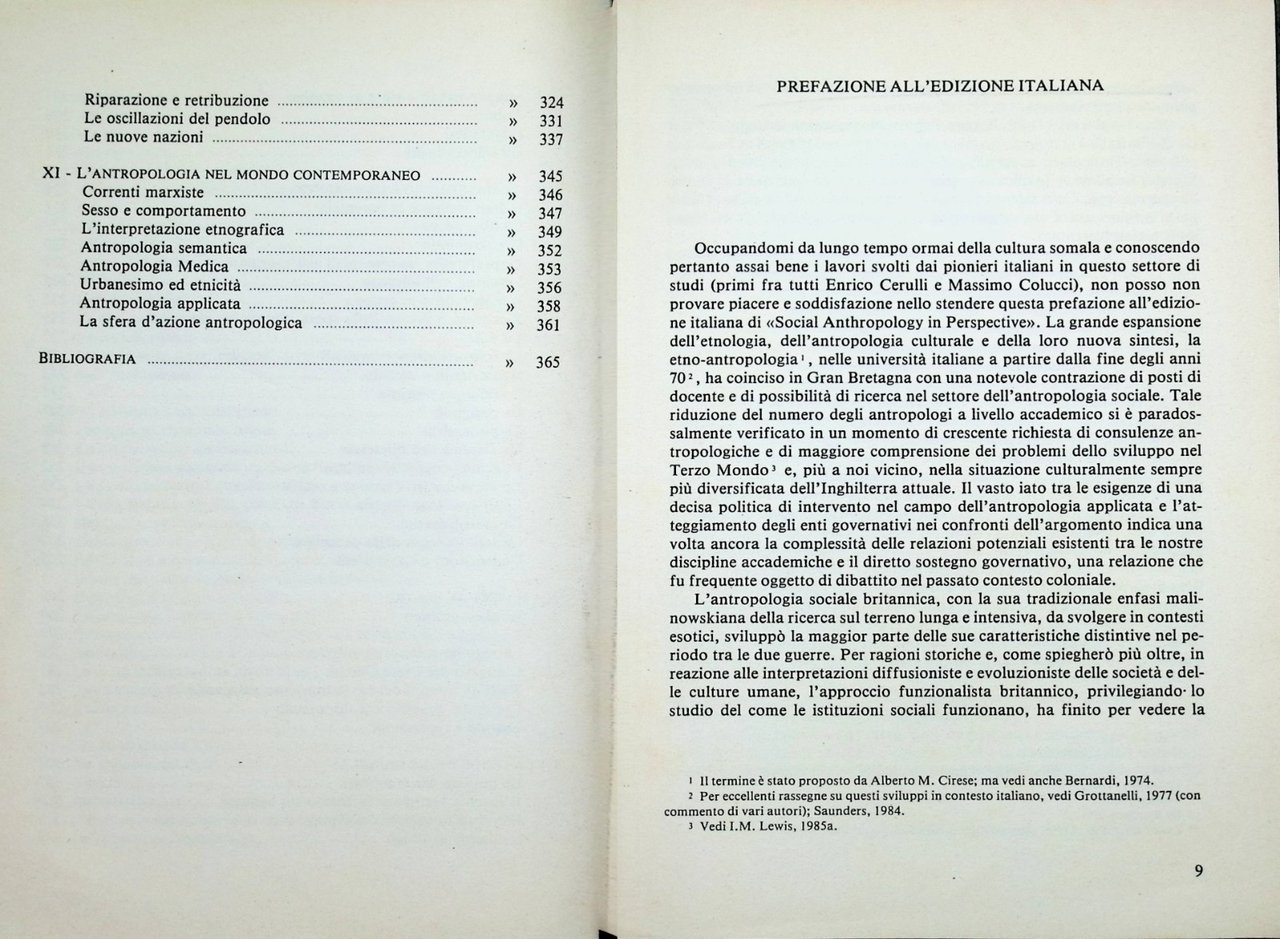 Riparazione e retribuzione .................................................. » 324
Le oscillazioni del pendolo ................................................. » 331
Le nuove nazioni .................................................................. » 337
XI - L'ANTROPOLOGIA NEL MONDO CONTEMPORANEO ........... » 345
Correnti marxiste ................................................................. » 346
Sesso e comportamento ........................................................ » 347
L'interpretazione etnografica ............................................. » 349
Antropologia semantica ...................................................... » 352
Antropologia Medica ........................................................... » 353
Urbanesimo ed etnicità ........................................................ » 356
Antropologia applicata ........................................................ » 358
La sfera d'azione antropologica ........................................ » 361
BIBLIOGRAFIA .................................................................................. » 365
PREFAZIONE ALL'EDIZIONE ITALIANA
Occupandomi da lungo tempo ormai della cultura somala e conoscendo
pertanto assai bene i lavori svolti dai pionieri italiani in questo settore di
studi (primi fra tutti Enrico Cerulli e Massimo Colucci), non posso non
provare piacere e soddisfazione nello stendere questa prefazione all'edizio-
ne italiana di «Social Anthropology in Perspective». La grande espansione
dell'etnologia, dell'antropologia culturale e della loro nuova sintesi, la
etno-antropologia¹, nelle università italiane a partire dalla fine degli anni
70², ha coinciso in Gran Bretagna con una notevole contrazione di posti di
docente e di possibilità di ricerca nel settore dell'antropologia sociale. Tale
riduzione del numero degli antropologi a livello accademico si è parados-
salmente verificato in un momento di crescente richiesta di consulenze an-
tropologiche e di maggiore comprensione dei problemi dello sviluppo nel
Terzo Mondo³ e, più a noi vicino, nella situazione culturalmente sempre
più diversificata dell'Inghilterra attuale. Il vasto iato tra le esigenze di una
decisa politica di intervento nel campo dell'antropologia applicata e l'at-
teggiamento degli enti governativi nei confronti dell'argomento indica una
volta ancora la complessità delle relazioni potenziali esistenti tra le nostre
discipline accademiche e il diretto sostegno governativo, una relazione che
fu frequente oggetto di dibattito nel passato contesto coloniale.
L'antropologia sociale britannica, con la sua tradizionale enfasi mali-
nowskiana della ricerca sul terreno lunga e intensiva, da svolgere in contesti
esotici, sviluppò la maggior parte delle sue caratteristiche distintive nel pe-
riodo tra le due guerre. Per ragioni storiche e, come spiegherò più oltre, in
reazione alle interpretazioni diffusioniste e evoluzioniste delle società e del-
le culture umane, l'approccio funzionalista britannico, privilegiando lo
studio del come le istituzioni sociali funzionano, ha finito per vedere la
¹ Il termine è stato proposto da Alberto M. Cirese; ma vedi anche Bernardi, 1974.
² Per eccellenti rassegne su questi sviluppi in contesto italiano, vedi Grottanelli, 1977 (con
commento di vari autori); Saunders, 1984.
³ Vedi I.M. Lewis, 1985a.
9